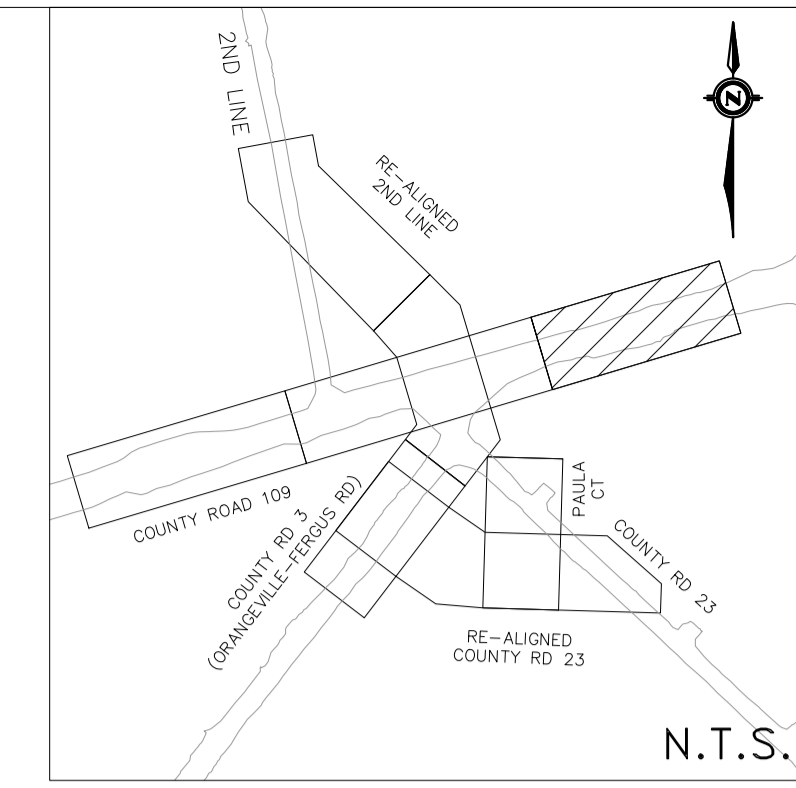 2ND LINE
N
RE-ALIGNED
2ND LINE
COUNTY ROAD 109
COUNTY RD 3
(ORANGEVILLE-FERGUS RD)
PAULA
CT
COUNTY RD 23
RE-ALIGNED
COUNTY RD 23
N.T.S.